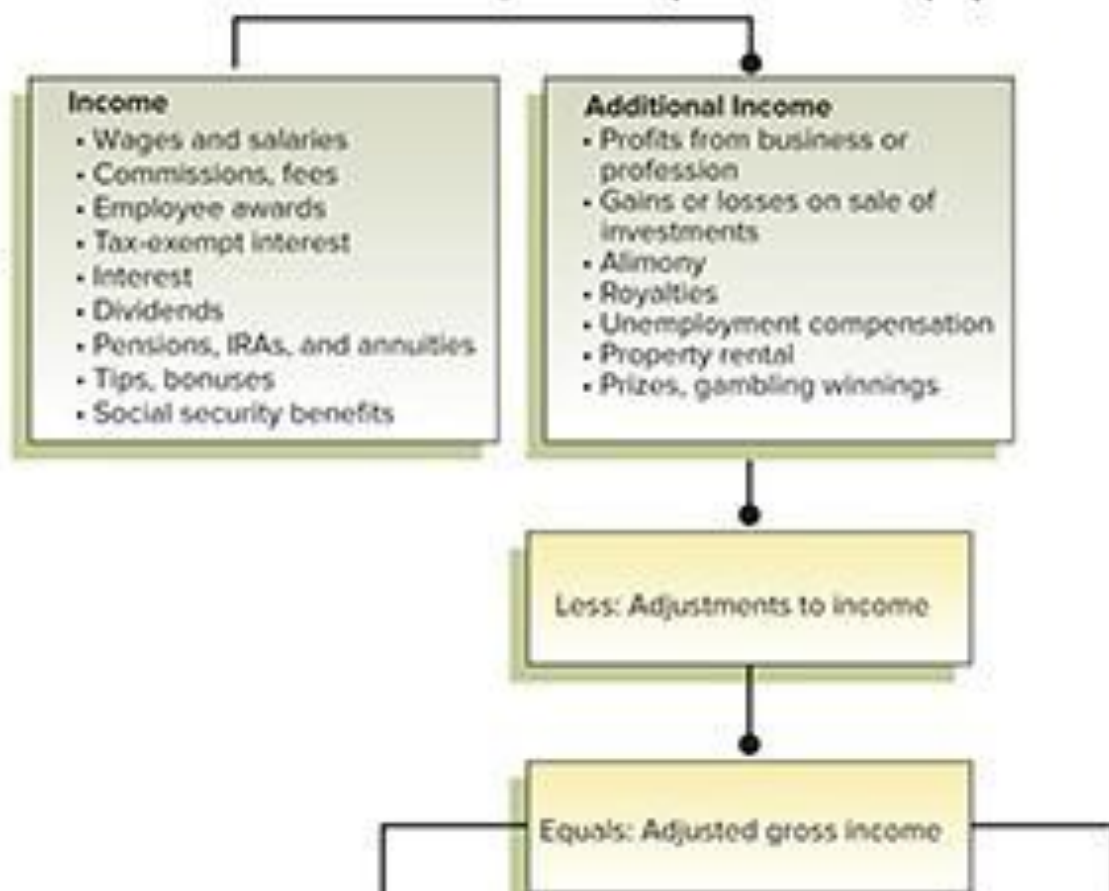 Income
• Wages and salaries
• Commissions, fees
• Employee awards
• Tax-exempt interest
• Interest
• Dividends
• Pensions, IRAs, and annuities
• Tips, bonuses
• Social security benefits
Additional Income
• Profits from business or
profession
• Gains or losses on sale of
investments
• Alimony
• Royalties
• Unemployment compensation
• Property rental
• Prizes, gambling winnings
Less: Adjustments to income
Equals: Adjusted gross income